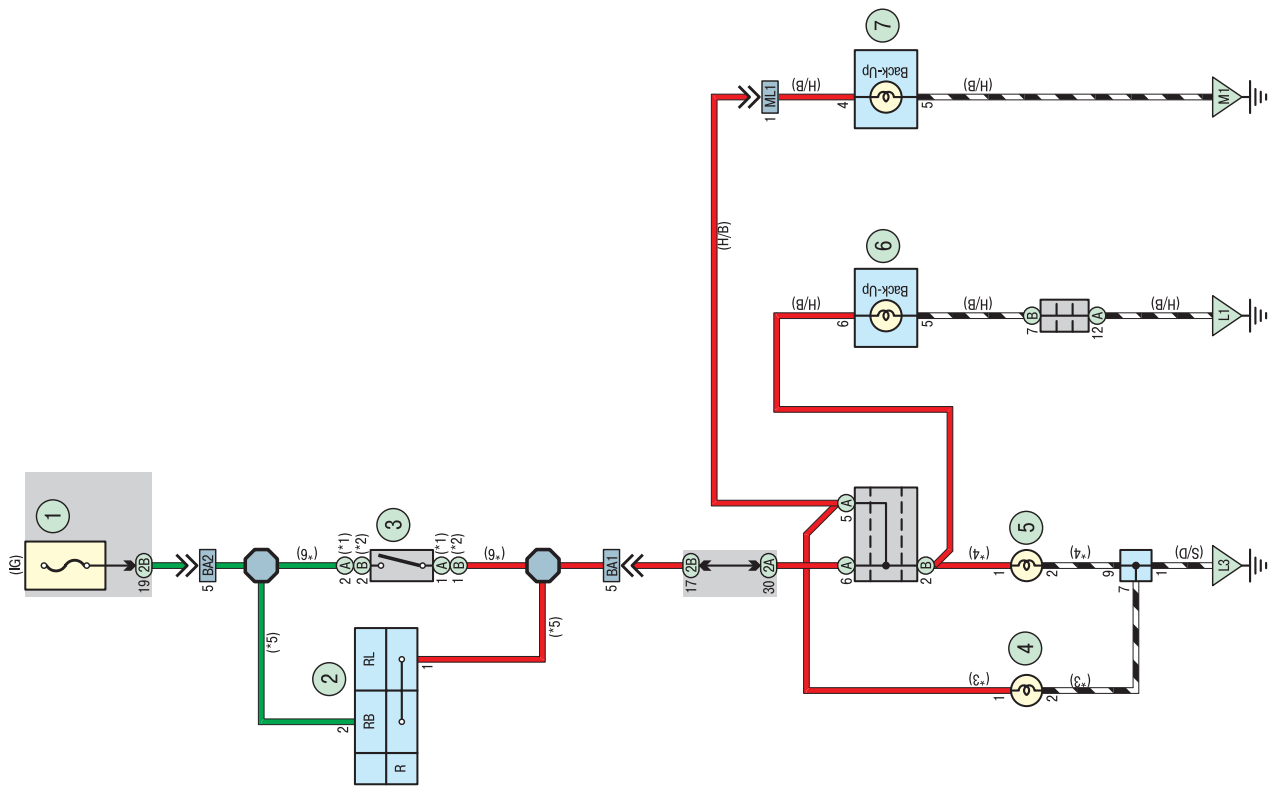 (IG)
1
19
2B
5
BA2
(*5)
(*6)
2
2
RB
RL
R
1
2
A
(*1)
2
B
(*2)
3
1
A
(*1)
1
B
(*2)
(*6)
(*5)
5
BA1
17
2B
30
2A
6
A
5
A
2
B
(H/B)
1
ML1
(H/B)
4
Back-Up
7
5
(H/B)
M1
(H/B)
6
Back-Up
6
5
(H/B)
7
B
12
A
(H/B)
L1
(*3)
1
4
2
(*3)
(*4)
1
5
2
(*4)
9
7
1
(S/D)
L3